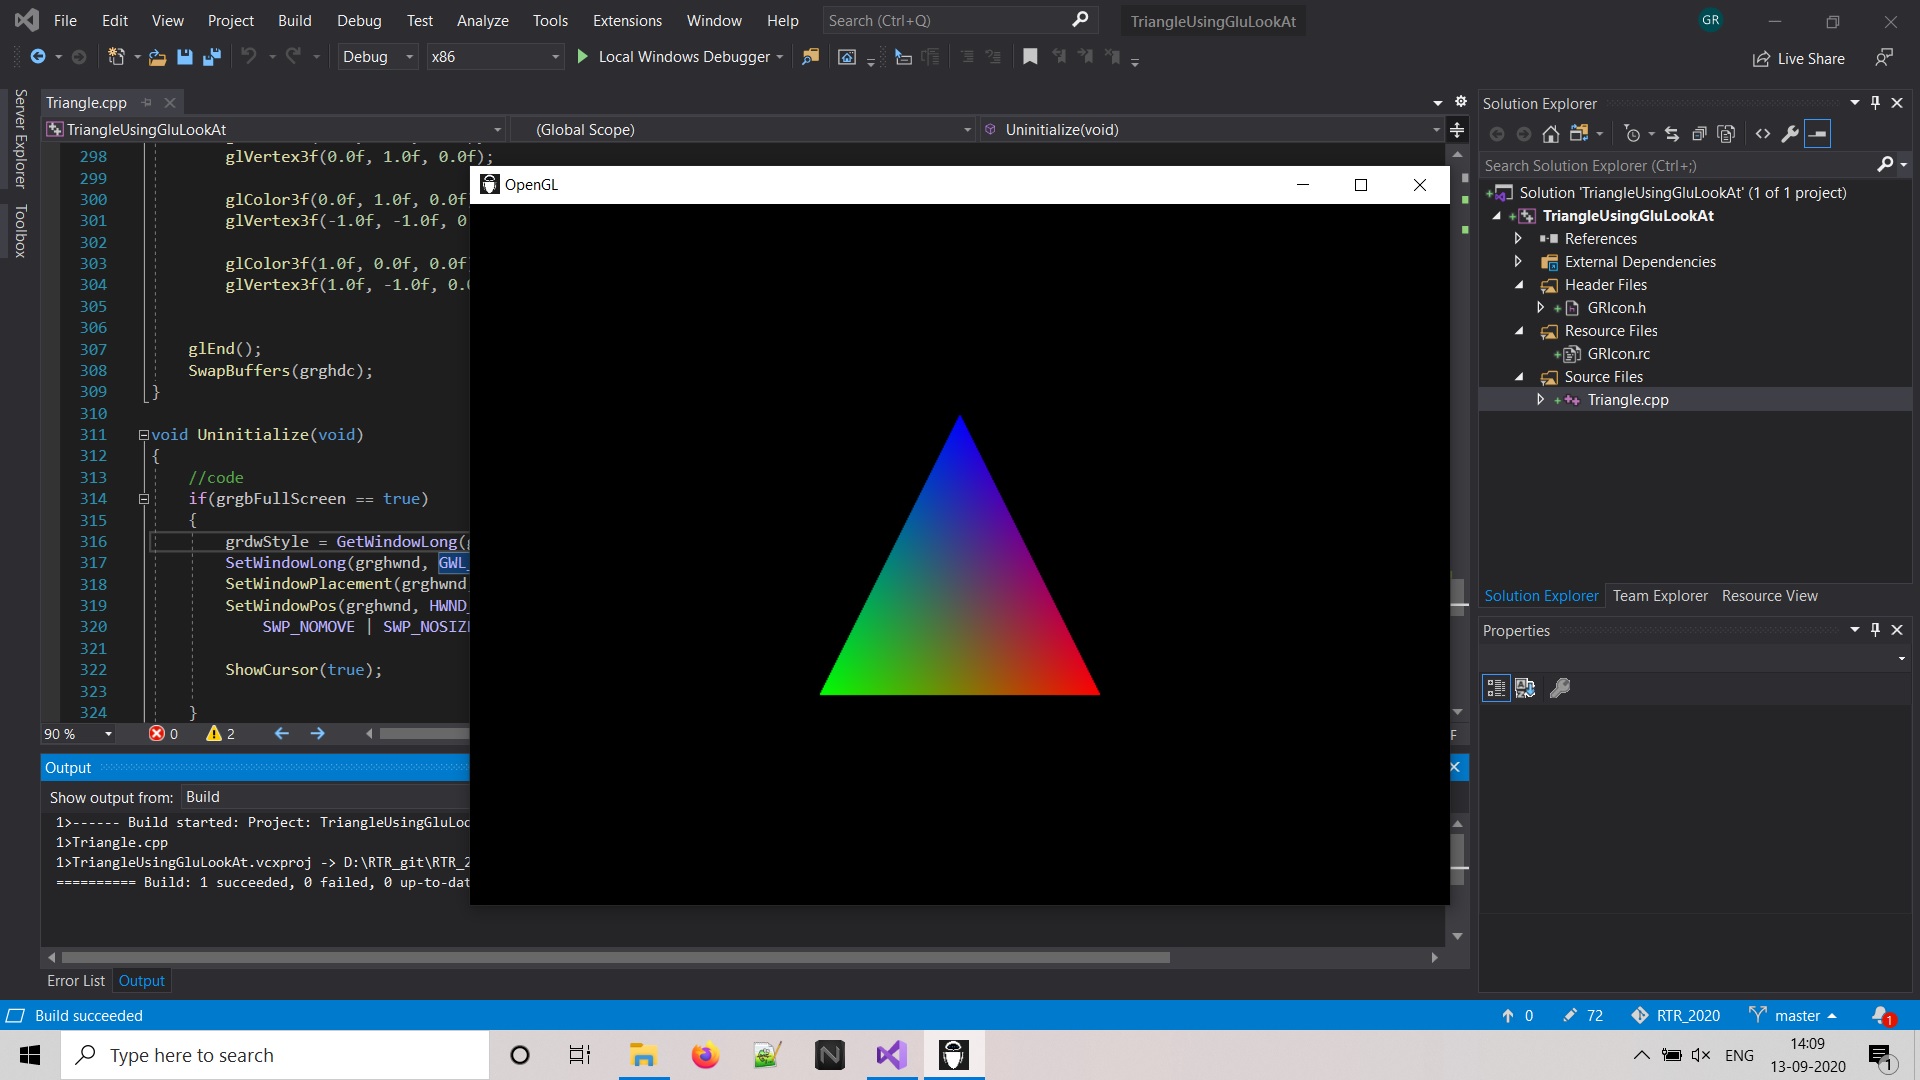 File Edit View Project Build Debug Test Analyze Tools Extensions Window Help Search (Ctrl+Q) TriangleUsingGluLookAt GR
Debug x86 Local Windows Debugger Live Share
Server Explorer
Toolbox
Triangle.cpp
TriangleUsingGluLookAt (Global Scope) Uninitialize(void)
298 glVertex3f(0.0f, 1.0f, 0.0f);
299
300 glColor3f(0.0f, 1.0f, 0.0f
301 glVertex3f(-1.0f, -1.0f, 0
302
303 glColor3f(1.0f, 0.0f, 0.0f
304 glVertex3f(1.0f, -1.0f, 0.0
305
306
307 glEnd();
308 SwapBuffers(grghdc);
309 }
310
311 void Uninitialize(void)
312 {
313 //code
314 if(grgbFullScreen == true)
315 {
316 grdwStyle = GetWindowLong(g
317 SetWindowLong(grghwnd, GWL_
318 SetWindowPlacement(grghwnd
319 SetWindowPos(grghwnd, HWND_
320 SWP_NOMOVE | SWP_NOSIZE
321
322 ShowCursor(true);
323
324 }
90 % 0 2
OpenGL
Output
Show output from: Build
1>------ Build started: Project: TriangleUsingGluLoo
1>Triangle.cpp
1>TriangleUsingGluLookAt.vcxproj -> D:\RTR_git\RTR_2
========== Build: 1 succeeded, 0 failed, 0 up-to-dat
Error List Output
Solution Explorer
Search Solution Explorer (Ctrl+;)
Solution 'TriangleUsingGluLookAt' (1 of 1 project)
TriangleUsingGluLookAt
References
External Dependencies
Header Files
GRIcon.h
Resource Files
GRIcon.rc
Source Files
Triangle.cpp
Solution Explorer Team Explorer Resource View
Properties
Build succeeded 0 72 RTR_2020 master 1
Type here to search ENG 14:09
13-09-2020 1